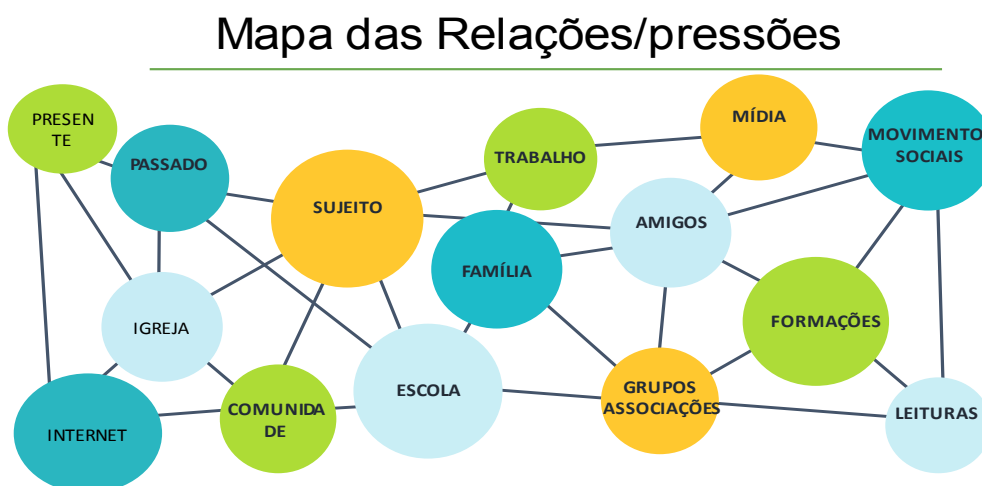 Mapa das Relações/pressões
PRESEN
TE
PASSADO
SUJEITO
TRABALHO
MÍDIA
MOVIMENTO
SOCIAIS
AMIGOS
FAMÍLIA
IGREJA
FORMAÇÕES
INTERNET
COMUNIDA
DE
ESCOLA
GRUPOS
ASSOCIAÇÕES
LEITURAS